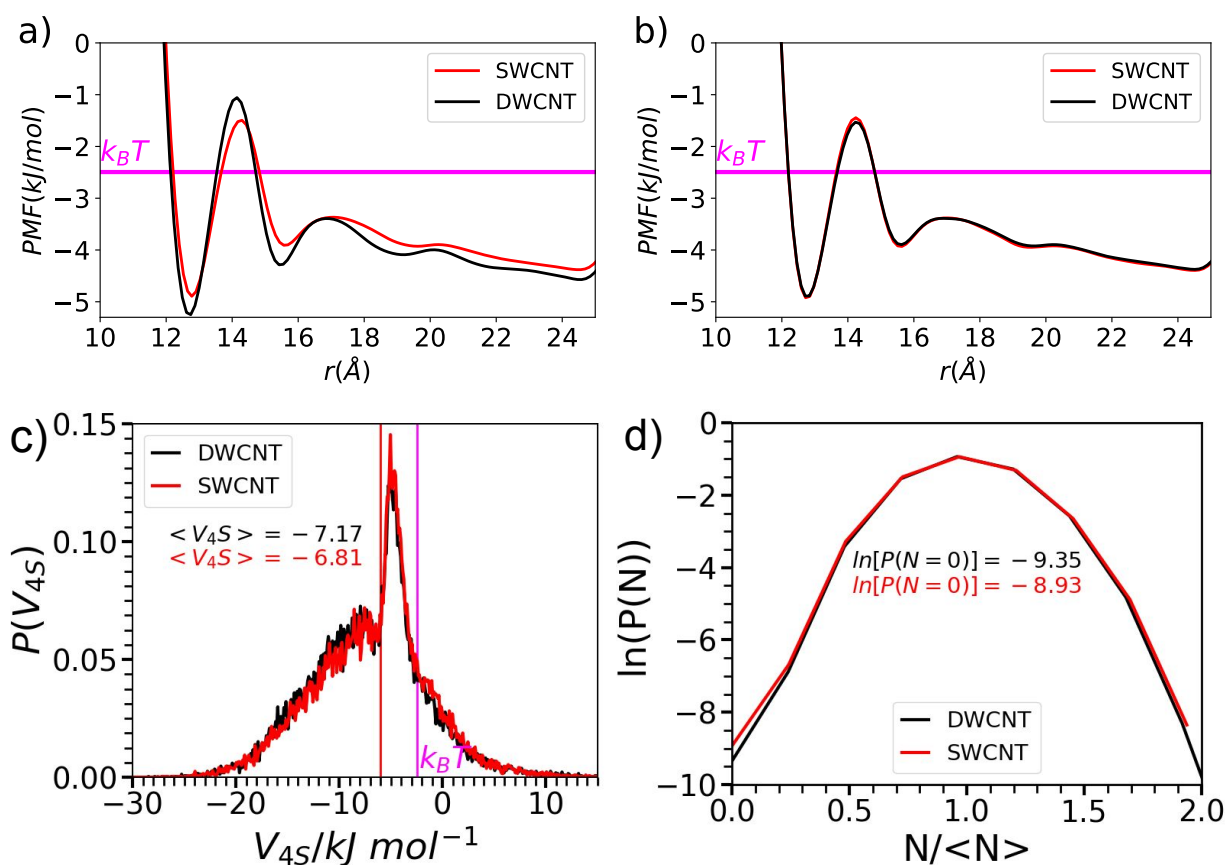 a)
PMF(kJ/mol)
0
−1
−2
−3
−4
−5
SWCNT
DWCNT
k_BT
10 12 14 16 18 20 22 24
r(Å)
b)
PMF(kJ/mol)
0
−1
−2
−3
−4
−5
SWCNT
DWCNT
k_BT
10 12 14 16 18 20 22 24
r(Å)
c)
P(V_{4S})
0.15
0.10
0.05
0.00
DWCNT
SWCNT
< V_4S > = −7.17
< V_4S > = −6.81
k_BT
−30 −20 −10 0 10
V_{4S}/kJ mol^{−1}
d)
ln(P(N))
0
−2
−4
−6
−8
−10
ln[P(N = 0)] = −9.35
ln[P(N = 0)] = −8.93
DWCNT
SWCNT
0.0 0.5 1.0 1.5 2.0
N/<N>